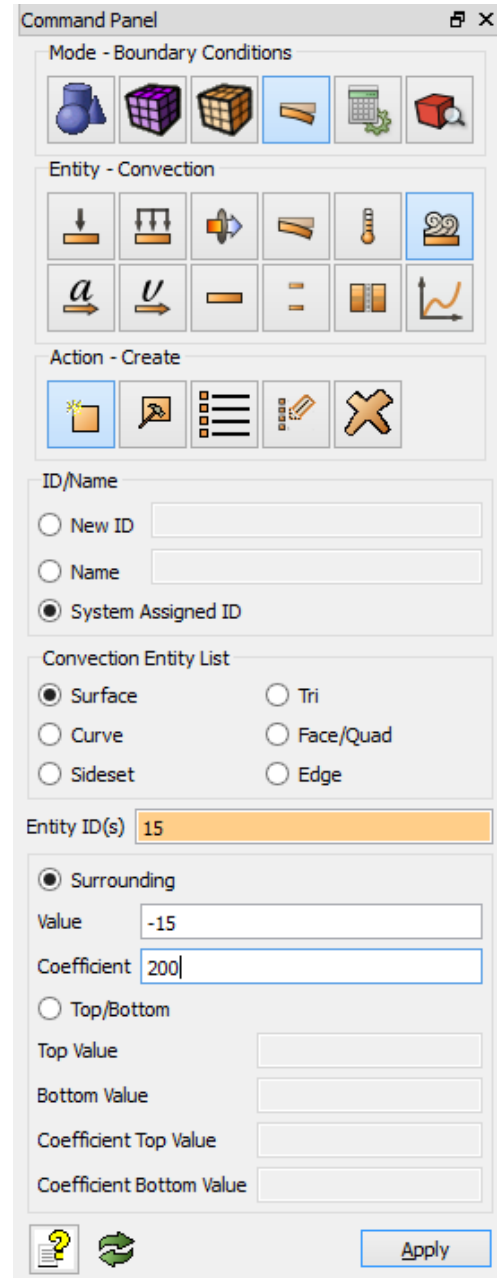 Command Panel
Mode - Boundary Conditions
Entity - Convection
a
v
Action - Create
ID/Name
New ID
Name
System Assigned ID
Convection Entity List
Surface
Tri
Curve
Face/Quad
Sideset
Edge
Entity ID(s) 15
Surrounding
Value -15
Coefficient 200
Top/Bottom
Top Value
Bottom Value
Coefficient Top Value
Coefficient Bottom Value
? Apply